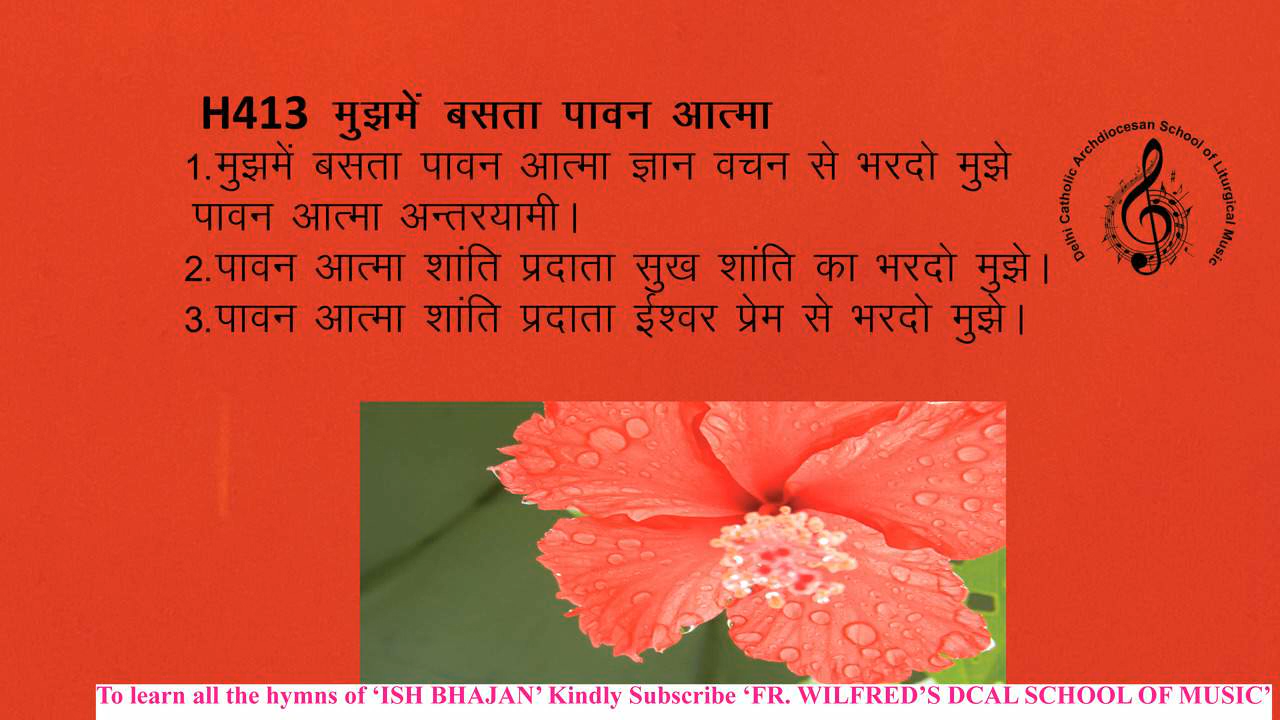 H413 मुझमें बसता पावन आत्मा
1.मुझमें बसता पावन आत्मा ज्ञान वचन से भरदो मुझे
पावन आत्मा अन्तरयामी।
2.पावन आत्मा शांति प्रदाता सुख शांति का भरदो मुझे।
3.पावन आत्मा शांति प्रदाता ईश्वर प्रेम से भरदो मुझे।
Delhi Catholic Archdiocesan School of Liturgical Music
To learn all the hymns of ‘ISH BHAJAN’ Kindly Subscribe ‘FR. WILFRED’S DCAL SCHOOL OF MUSIC’